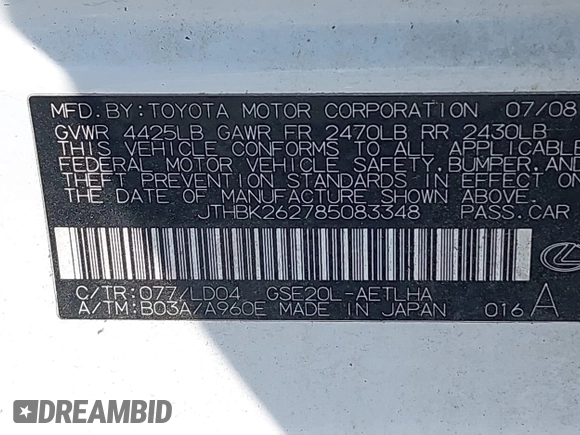 MFD. BY: TOYOTA MOTOR CORPORATION 07/08
GVWR 4425LB GAWR FR 2470LB RR 2430LB
THIS VEHICLE CONFORMS TO ALL APPLICABLE
FEDERAL MOTOR VEHICLE SAFETY, BUMPER, AND
THEFT PREVENTION STANDARDS IN EFFECT ON
THE DATE OF MANUFACTURE SHOWN ABOVE.
JTHBK262785083348 PASS. CAR
C/TR: 077/LD04 GSE20L-AETLHA
A/TM: B03A/A960E MADE IN JAPAN 016 A
DREAMBID